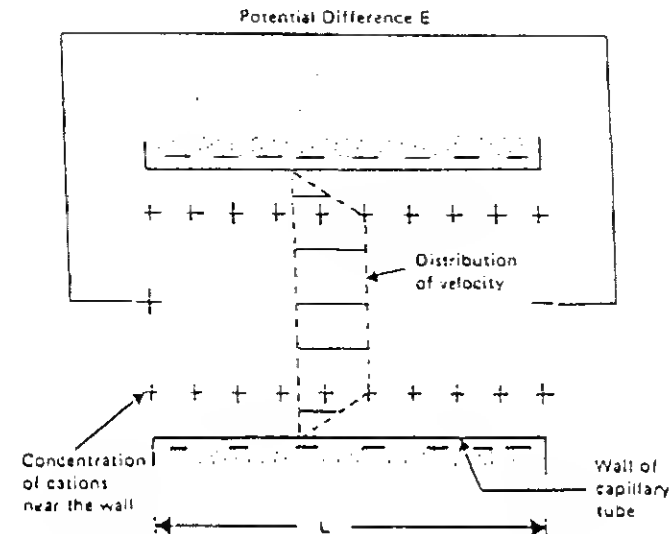 Potential Difference E
Distribution
of velocity
Concentration
of cations
near the wall
Wall of
capillary
tube
L